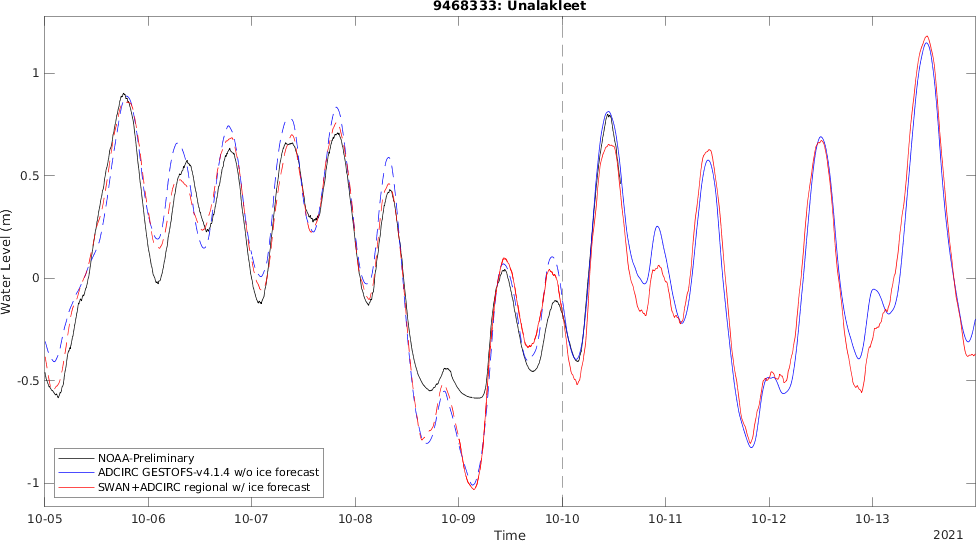 9468333: Unalakleet
Water Level (m)
1
0.5
0
-0.5
-1
NOAA-Preliminary
ADCIRC GESTOFS-v4.1.4 w/o ice forecast
SWAN+ADCIRC regional w/ ice forecast
10-05 10-06 10-07 10-08 10-09 10-10 10-11 10-12 10-13
Time
2021